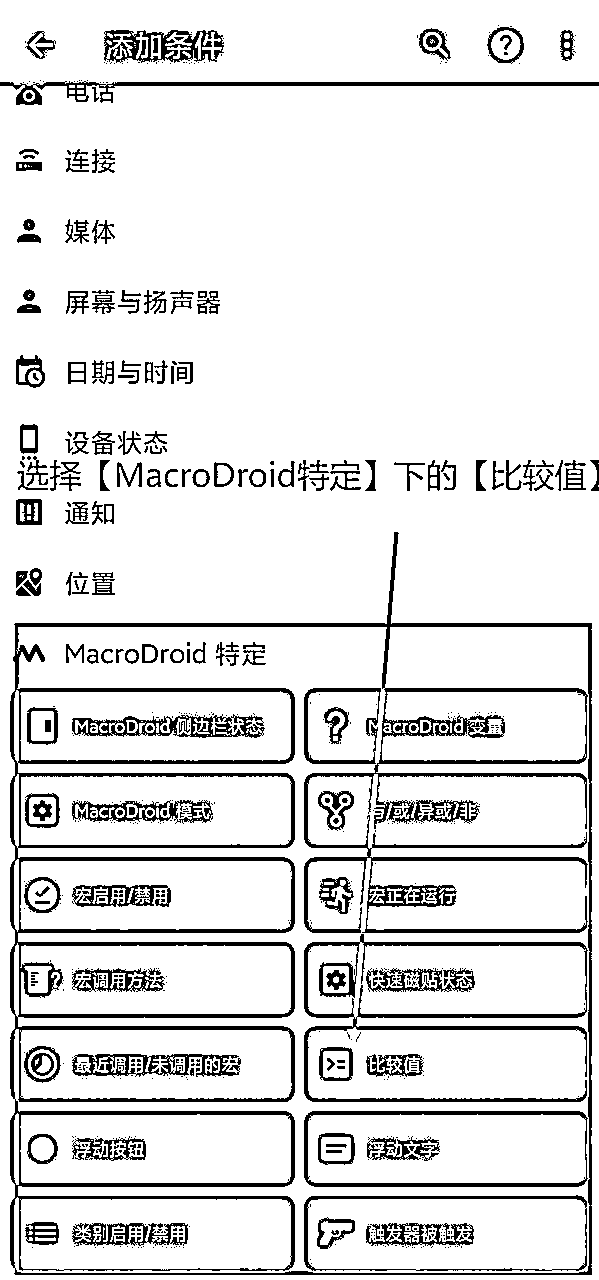 添加条件
电话
连接
媒体
屏幕与扬声器
日期与时间
设备状态
选择【MacroDroid特定】下的【比较值】
通知
位置
MacroDroid 特定
MacroDroid 侧边栏状态
MacroDroid 变量
MacroDroid 模式
与/或/异或/非
宏启用/禁用
宏正在运行
宏调用方法
快速磁贴状态
最近调用/未调用的宏
比较值
浮动按钮
浮动文字
类别启用/禁用
触发器被触发